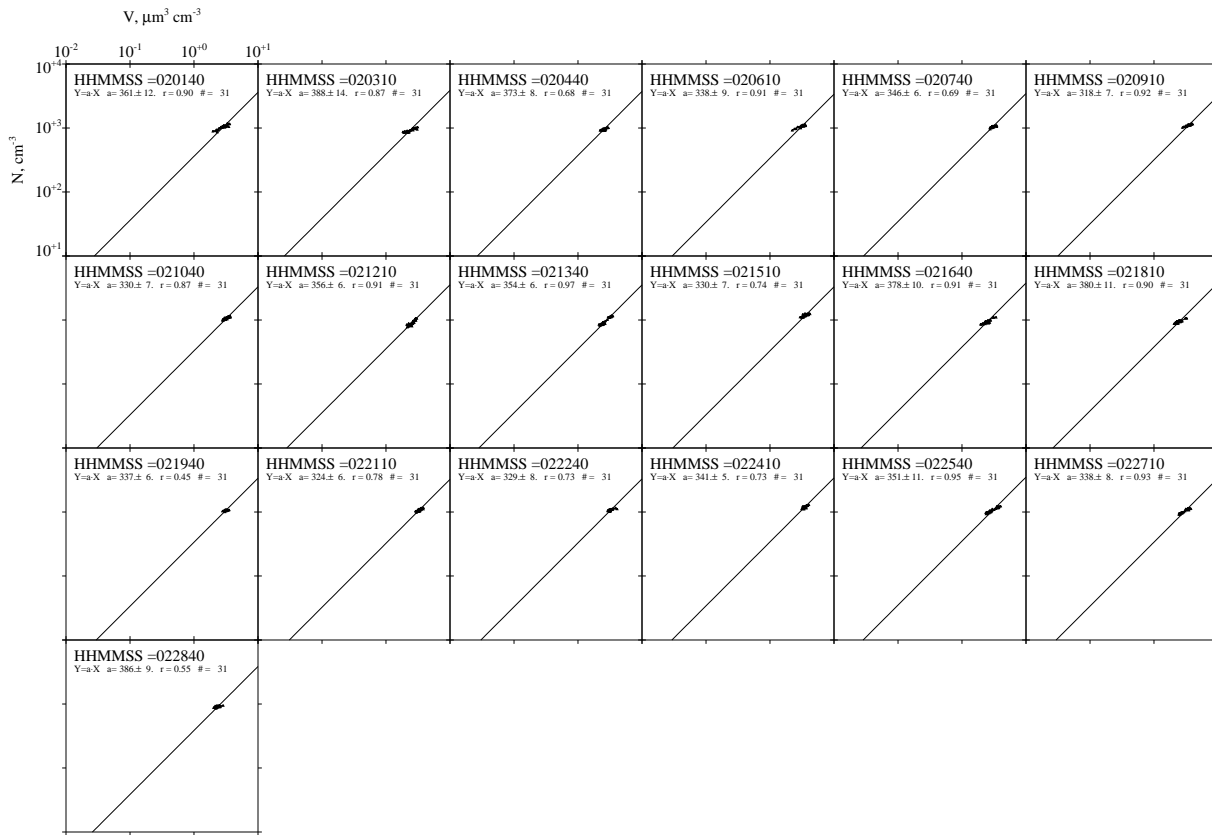 V, μm³ cm⁻³
10⁻² 10⁻¹ 10⁺⁰ 10⁺¹
N, cm⁻³
10⁺⁴
10⁺³
10⁺²
10⁺¹
HHMMSS =020140
Y=a·X a= 361.± 12. r = 0.90 # = 31
HHMMSS =020310
Y=a·X a= 388.± 14. r = 0.87 # = 31
HHMMSS =020440
Y=a·X a= 373.± 8. r = 0.68 # = 31
HHMMSS =020610
Y=a·X a= 338.± 9. r = 0.91 # = 31
HHMMSS =020740
Y=a·X a= 346.± 6. r = 0.69 # = 31
HHMMSS =020910
Y=a·X a= 318.± 7. r = 0.92 # = 31
HHMMSS =021040
Y=a·X a= 330.± 7. r = 0.87 # = 31
HHMMSS =021210
Y=a·X a= 356.± 6. r = 0.91 # = 31
HHMMSS =021340
Y=a·X a= 354.± 6. r = 0.97 # = 31
HHMMSS =021510
Y=a·X a= 330.± 7. r = 0.74 # = 31
HHMMSS =021640
Y=a·X a= 378.± 10. r = 0.91 # = 31
HHMMSS =021810
Y=a·X a= 380.± 11. r = 0.90 # = 31
HHMMSS =021940
Y=a·X a= 337.± 6. r = 0.45 # = 31
HHMMSS =022110
Y=a·X a= 324.± 6. r = 0.78 # = 31
HHMMSS =022240
Y=a·X a= 329.± 8. r = 0.73 # = 31
HHMMSS =022410
Y=a·X a= 341.± 5. r = 0.73 # = 31
HHMMSS =022540
Y=a·X a= 351.± 11. r = 0.95 # = 31
HHMMSS =022710
Y=a·X a= 338.± 8. r = 0.93 # = 31
HHMMSS =022840
Y=a·X a= 386.± 9. r = 0.55 # = 31